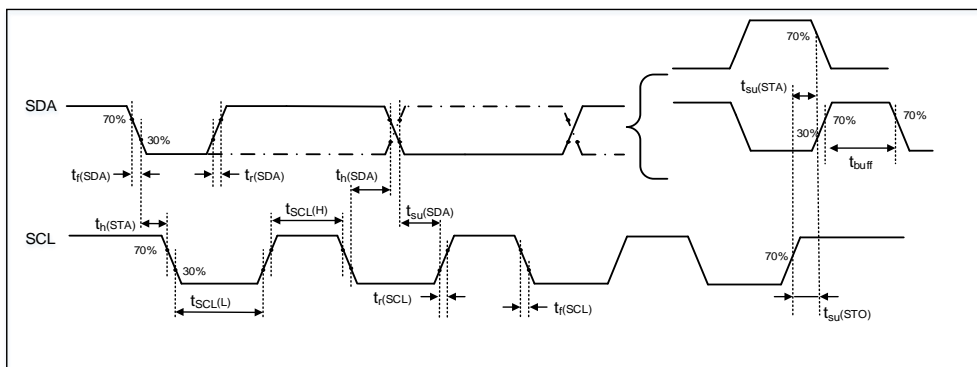 70%
t_su(STA)
SDA
70%
30%
30%
70%
70%
t_buff
t_f(SDA)
t_r(SDA)
t_h(SDA)
t_h(STA)
t_SCL(H)
t_su(SDA)
SCL
70%
30%
70%
t_SCL(L)
t_r(SCL)
t_f(SCL)
t_su(STO)